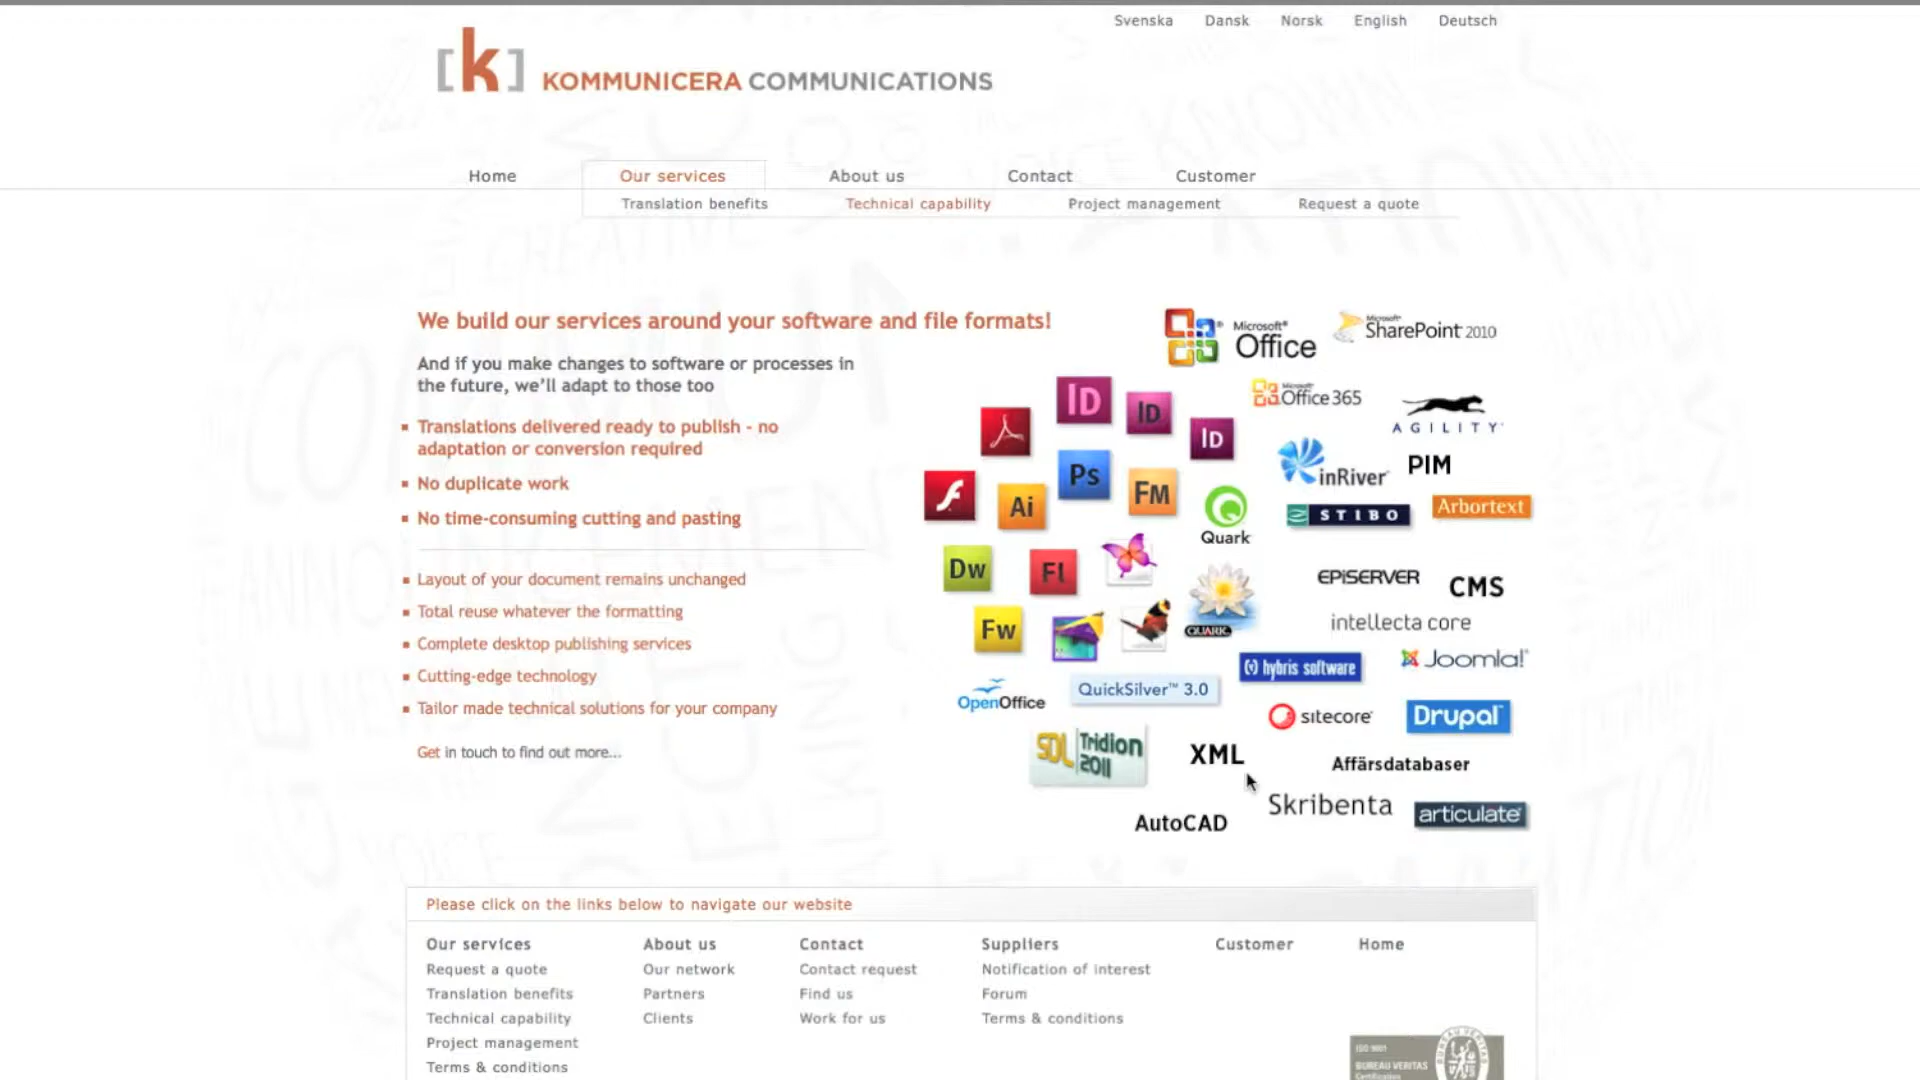 Svenska Dansk Norsk English Deutsch
[k] KOMMUNICERA COMMUNICATIONS
Home Our services About us Contact Customer
Translation benefits Technical capability Project management Request a quote
We build our services around your software and file formats!
And if you make changes to software or processes in
the future, we'll adapt to those too
Translations delivered ready to publish - no
adaptation or conversion required
No duplicate work
No time-consuming cutting and pasting
Layout of your document remains unchanged
Total reuse whatever the formatting
Complete desktop publishing services
Cutting-edge technology
Tailor made technical solutions for your company
Get in touch to find out more...
Microsoft® Office
Microsoft® SharePoint 2010
Microsoft® Office 365
AGILITY
Id Id Id
Ps
Fm
Ai
Quark
inRiver PIM
STIBO Arbortext
Dw Fl
EPiSERVER CMS
intellecta core
Fw
QUARK
hybris software Joomla!
OpenOffice QuickSilver™ 3.0
sitecore Drupal
SDL Tridion
2011
XML Affärsdatabaser
AutoCAD Skribenta articulate
Please click on the links below to navigate our website
Our services
Request a quote
Translation benefits
Technical capability
Project management
Terms & conditions
About us
Our network
Partners
Clients
Contact
Contact request
Find us
Work for us
Suppliers
Notification of interest
Forum
Terms & conditions
Customer
Home
ISO 9001
BUREAU VERITAS
Certification